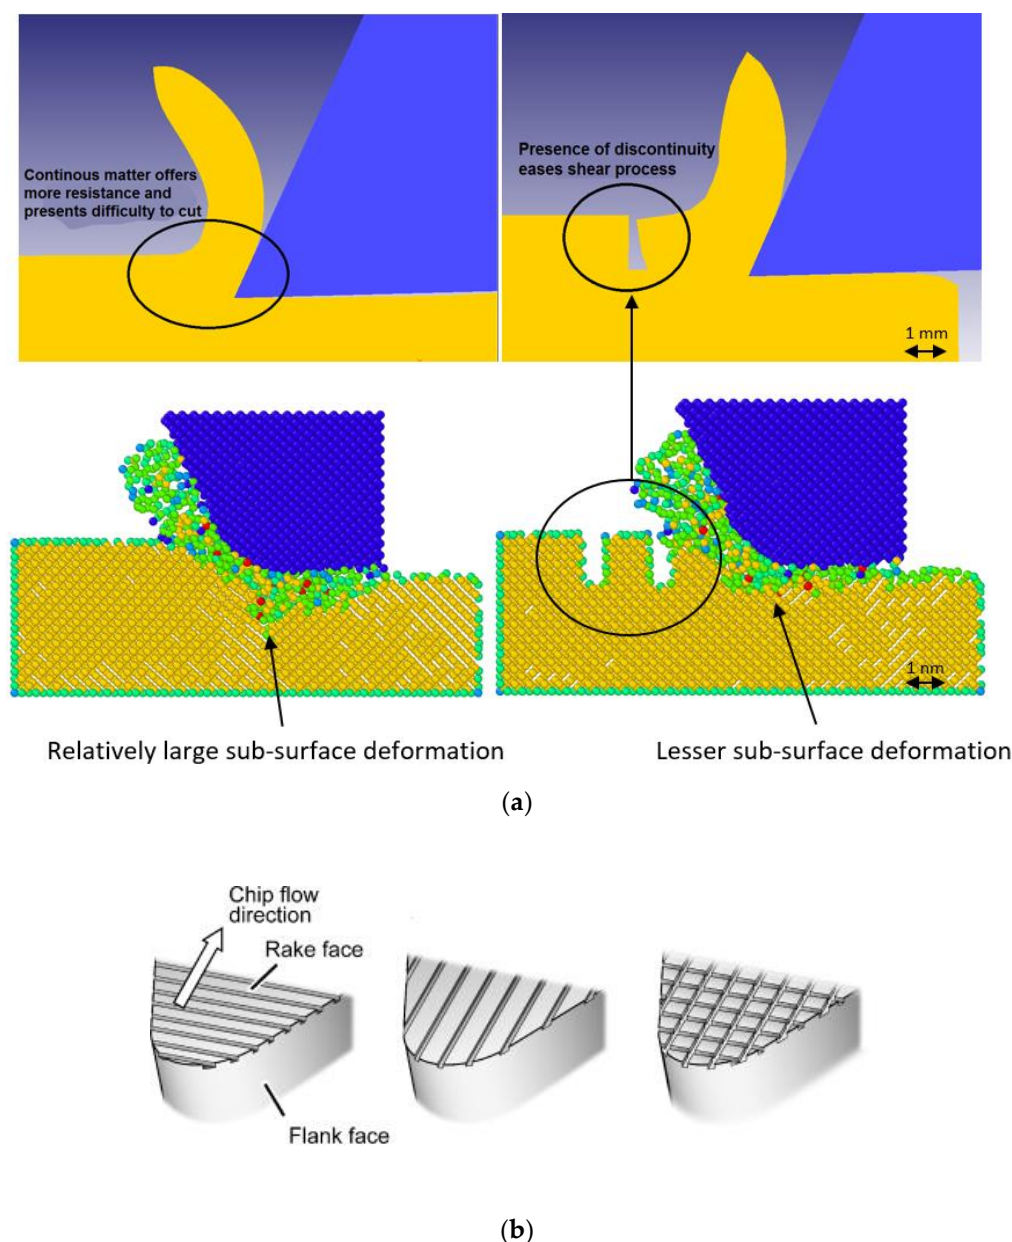 (a)
Continous matter offers
more resistance and
presents difficulty to cut
Presence of discontinuity
eases shear process
1 mm
1 nm
Relatively large sub-surface deformation
Lesser sub-surface deformation
(a)
Chip flow
direction
Rake face
Flank face
(b)